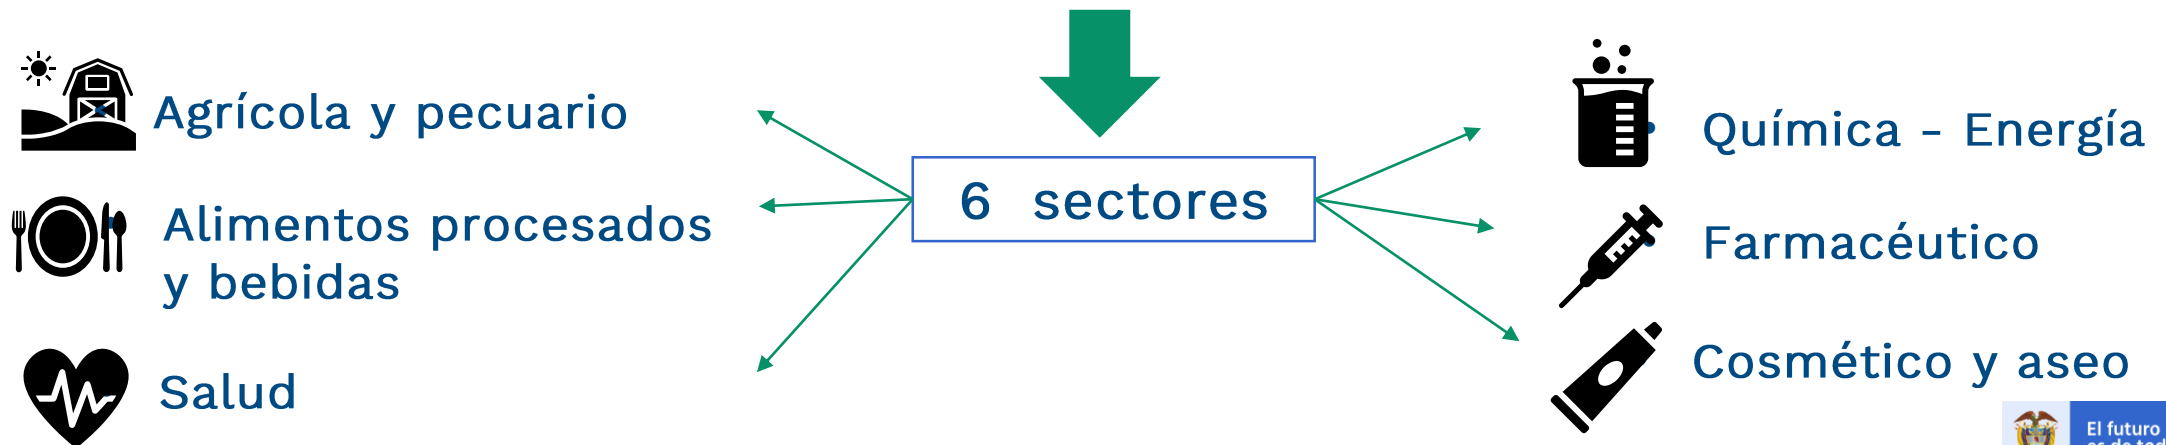 Agrícola y pecuario
Alimentos procesados
y bebidas
Salud
6 sectores
Química - Energía
Farmacéutico
Cosmético y aseo
El futuro